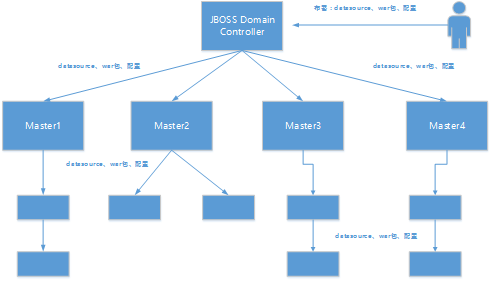 JBOSS Domain
Controller
布署：datasource、war包、配置
datasource、war包、配置
datasource、war包、配置
Master1
Master2
Master3
Master4
datasource、war包、配置
datasource、war包、配置